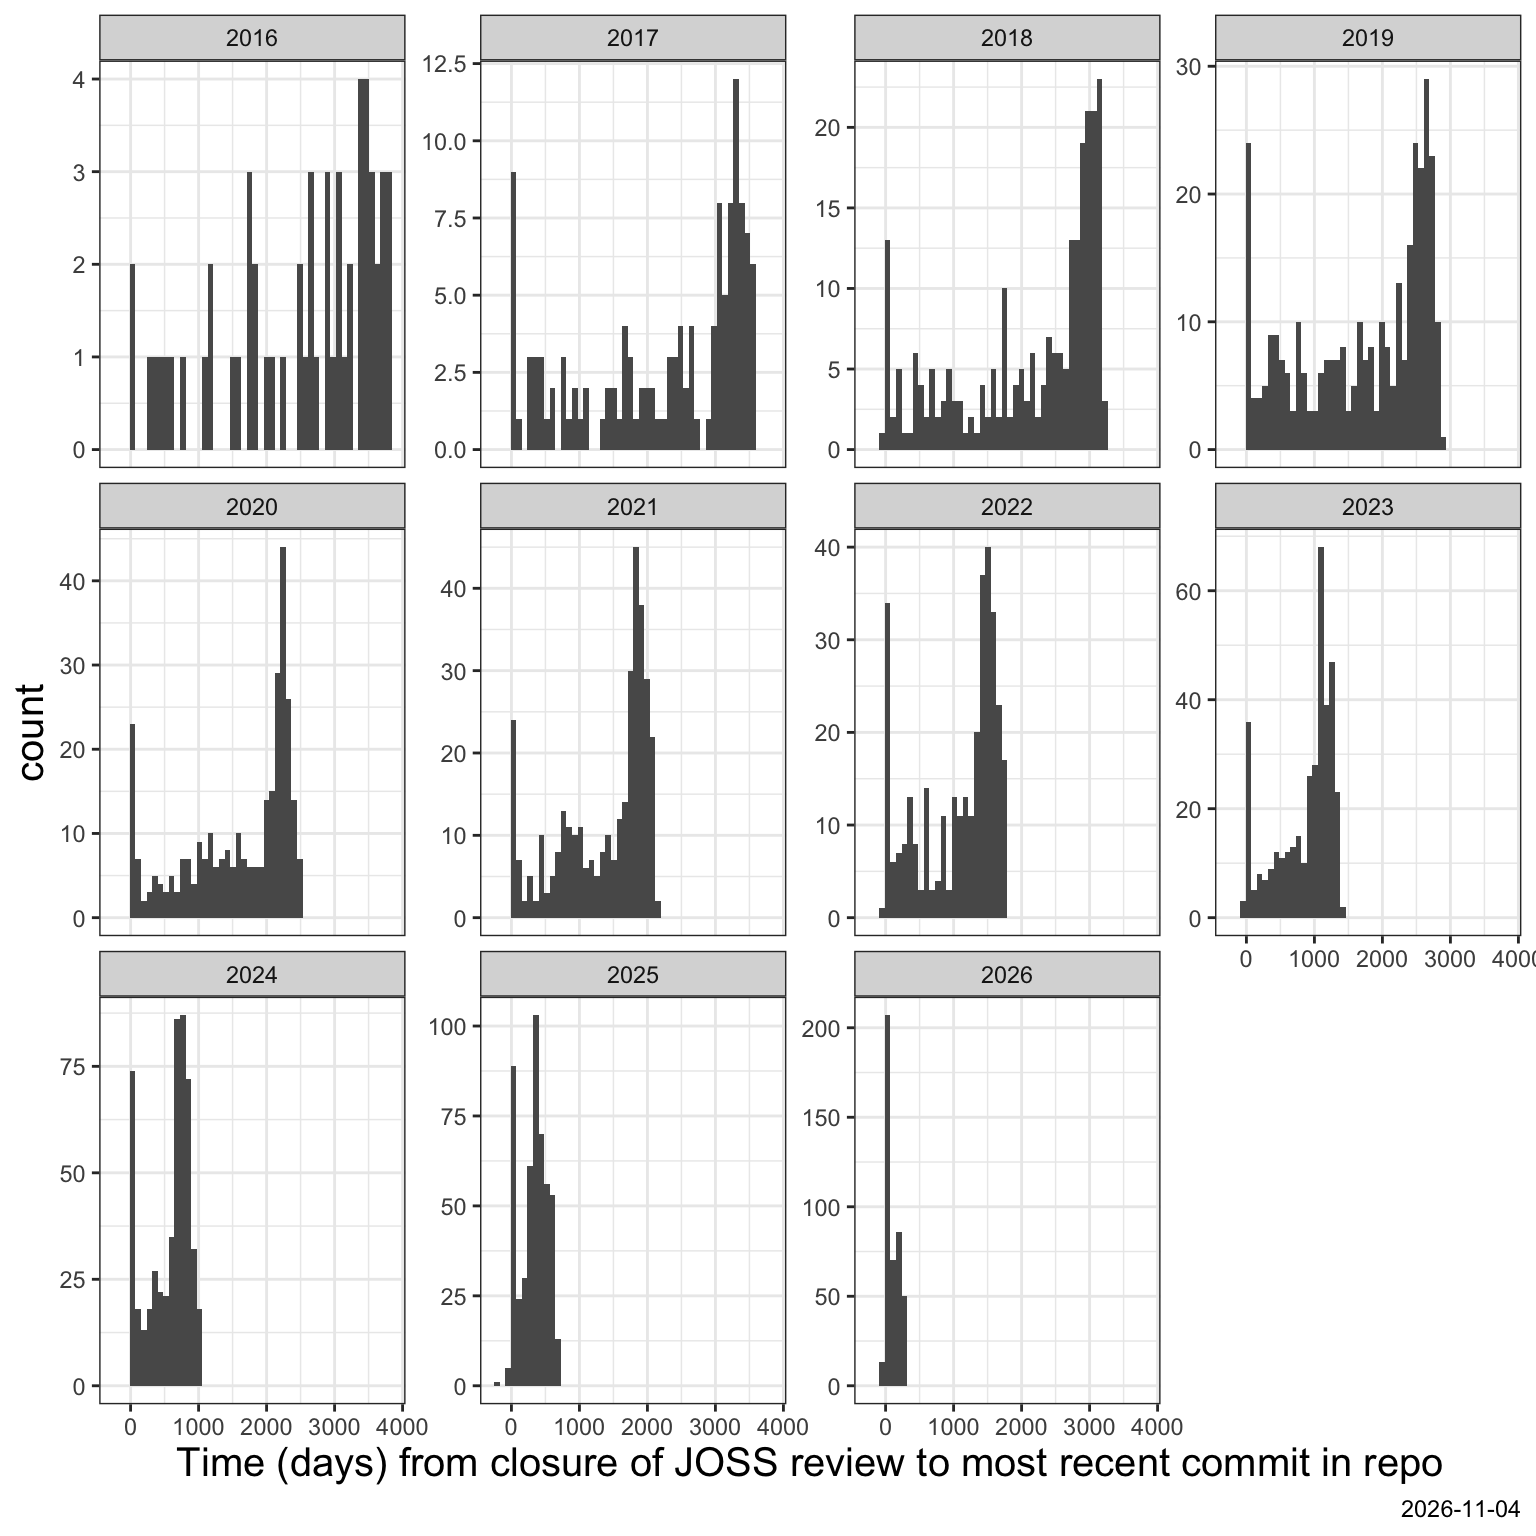 2016 2017 2018 2019
4 3 2 1 0
12.5 10.0 7.5 5.0 2.5 0.0
20 15 10 5 0
30 20 10 0
2020 2021 2022 2023
40 30 20 10 0
40 30 20 10 0
40 30 20 10 0
60 40 20 0
0 1000 2000 3000 4000
2024 2025 2026
75 50 25 0
100 75 50 25 0
200 150 100 50 0
0 1000 2000 3000 4000
0 1000 2000 3000 4000
0 1000 2000 3000 4000
count
Time (days) from closure of JOSS review to most recent commit in repo
2026-11-04